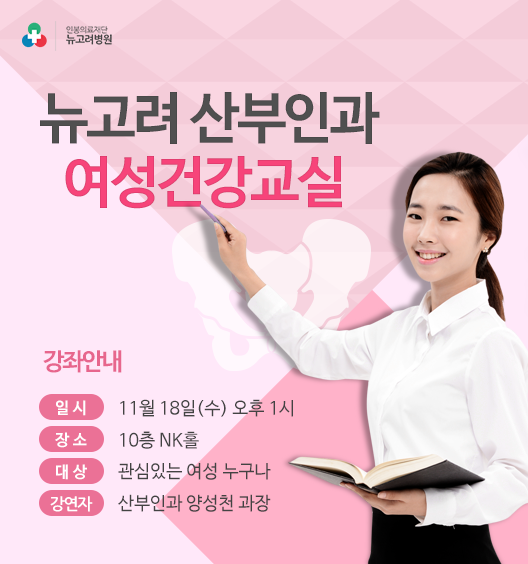 인봉의료재단
뉴고려병원
뉴고려 산부인과
여성건강교실
강좌안내
일 시 11월 18일(수) 오후 1시
장 소 10층 NK홀
대 상 관심있는 여성 누구나
강연자 산부인과 양성천 과장